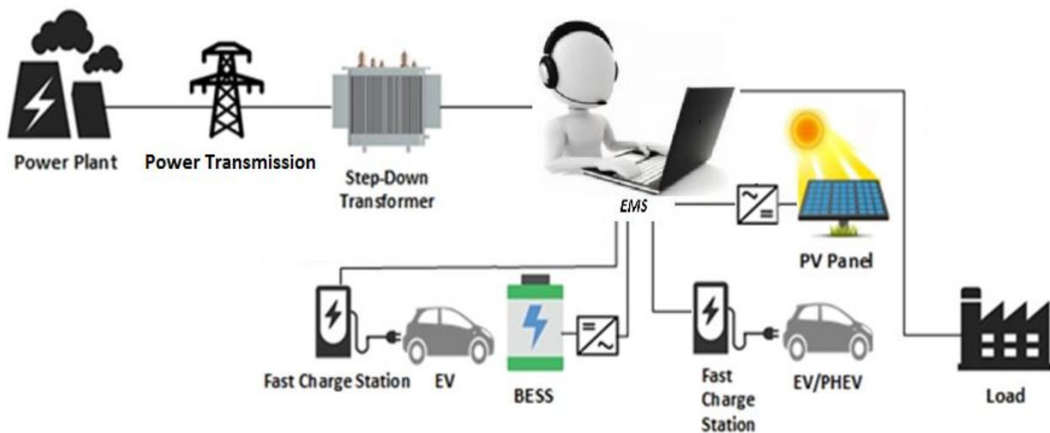 Power Plant
Power Transmission
Step-Down
Transformer
EMS
PV Panel
Fast Charge Station
EV
BESS
Fast
Charge
Station
EV/PHEV
Load